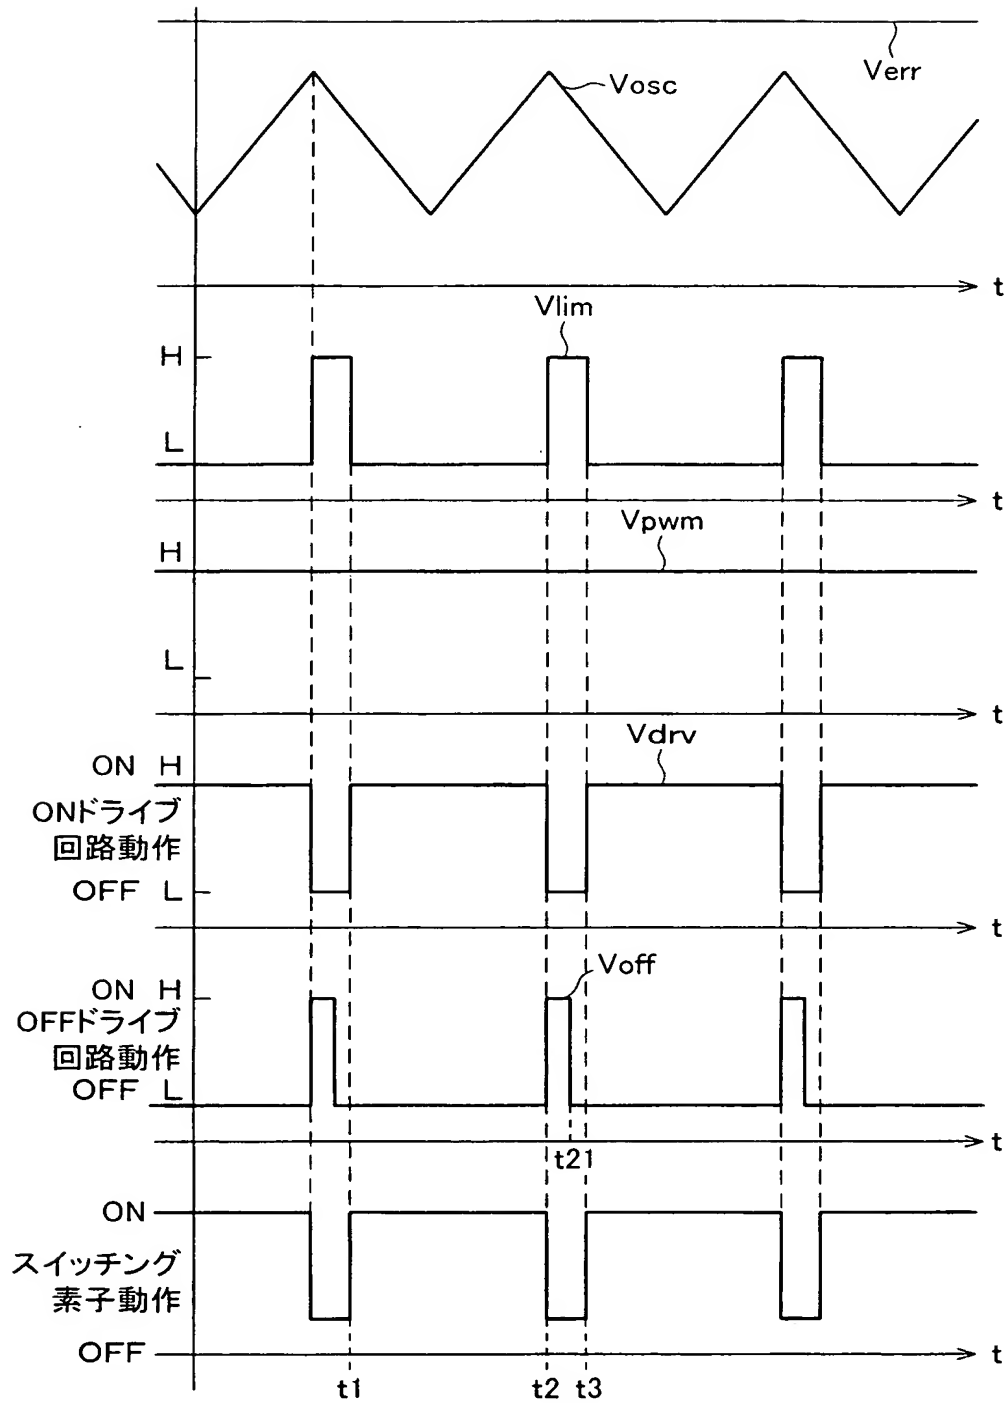 Verr
Vosc
t
Vlim
H
L
t
Vpwm
H
L
t
Vdrv
ON H
ONドライブ
回路動作
OFF L
t
Voff
ON H
OFFドライブ
回路動作
OFF L
t
t21
ON
スイッチング
素子動作
OFF
t
t1 t2 t3